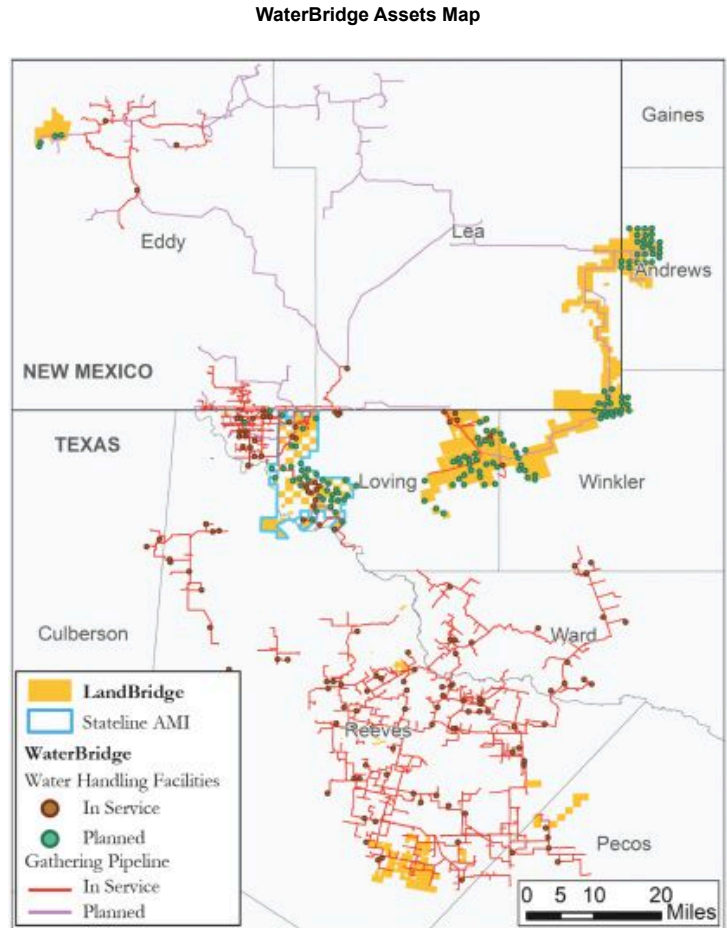 WaterBridge Assets Map
Gaines
Lea
Eddy
Andrews
NEW MEXICO
TEXAS
Loving
Winkler
Culberson
Ward
LandBridge
Stateline AMI
Reeves
WaterBridge
Water Handling Facilities
In Service
Planned
Pecos
Gathering Pipeline
In Service
Planned
0 5 10 20
Miles